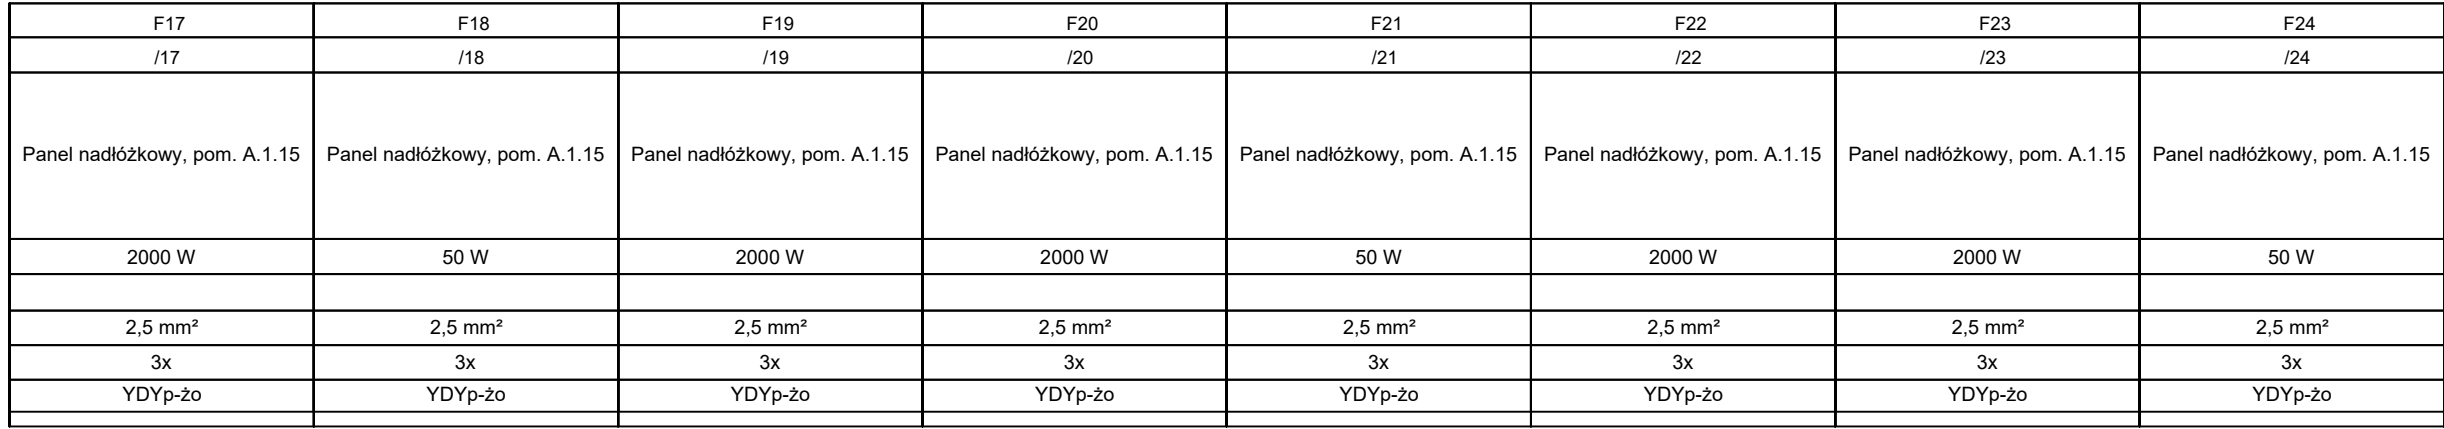 F17 F18 F19 F20 F21 F22 F23 F24
/17 /18 /19 /20 /21 /22 /23 /24
Panel nadłóżkowy, pom. A.1.15 Panel nadłóżkowy, pom. A.1.15 Panel nadłóżkowy, pom. A.1.15 Panel nadłóżkowy, pom. A.1.15 Panel nadłóżkowy, pom. A.1.15 Panel nadłóżkowy, pom. A.1.15 Panel nadłóżkowy, pom. A.1.15 Panel nadłóżkowy, pom. A.1.15
2000 W 50 W 2000 W 2000 W 50 W 2000 W 2000 W 50 W
2,5 mm² 2,5 mm² 2,5 mm² 2,5 mm² 2,5 mm² 2,5 mm² 2,5 mm² 2,5 mm²
3x 3x 3x 3x 3x 3x 3x 3x
YDYp-żo YDYp-żo YDYp-żo YDYp-żo YDYp-żo YDYp-żo YDYp-żo YDYp-żo